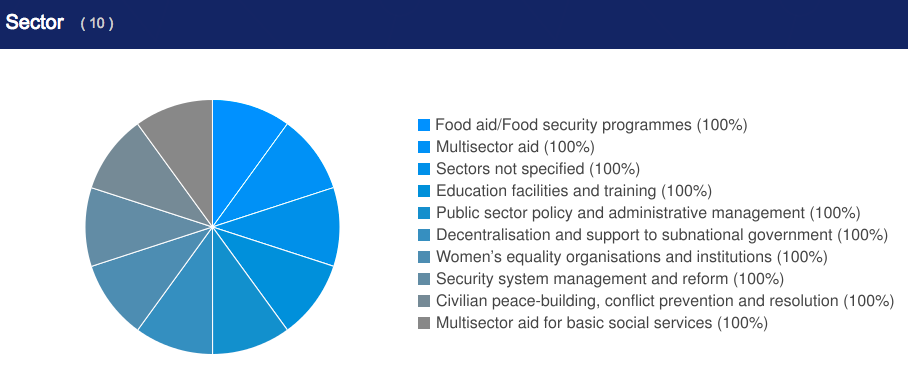 Sector ( 10 )
Food aid/Food security programmes (100%)
Multisector aid (100%)
Sectors not specified (100%)
Education facilities and training (100%)
Public sector policy and administrative management (100%)
Decentralisation and support to subnational government (100%)
Women’s equality organisations and institutions (100%)
Security system management and reform (100%)
Civilian peace-building, conflict prevention and resolution (100%)
Multisector aid for basic social services (100%)